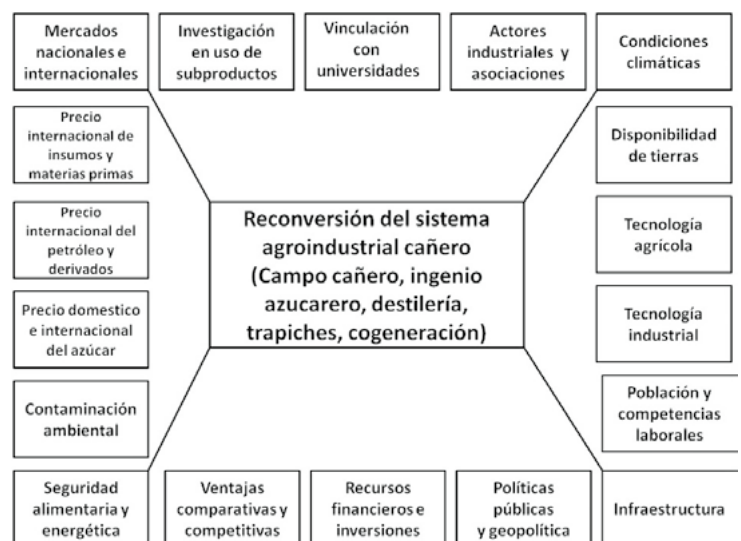 Mercados
nacionales e
internacionales
Investigación
en uso de
subproductos
Vinculación
con
universidades
Actores
industriales y
asociaciones
Condiciones
climáticas
Precio
internacional de
insumos y
materias primas
Disponibilidad
de tierras
Precio
internacional del
petróleo y
derivados
Reconversión del sistema
agroindustrial cañero
(Campo cañero, ingenio
azucarero, destilería,
trapiches, cogeneración)
Tecnología
agrícola
Precio domestico
e internacional
del azúcar
Tecnología
industrial
Contaminación
ambiental
Población y
competencias
laborales
Seguridad
alimentaria y
energética
Ventajas
comparativas y
competitivas
Recursos
financieros e
inversiones
Políticas
públicas
y geopolítica
Infraestructura